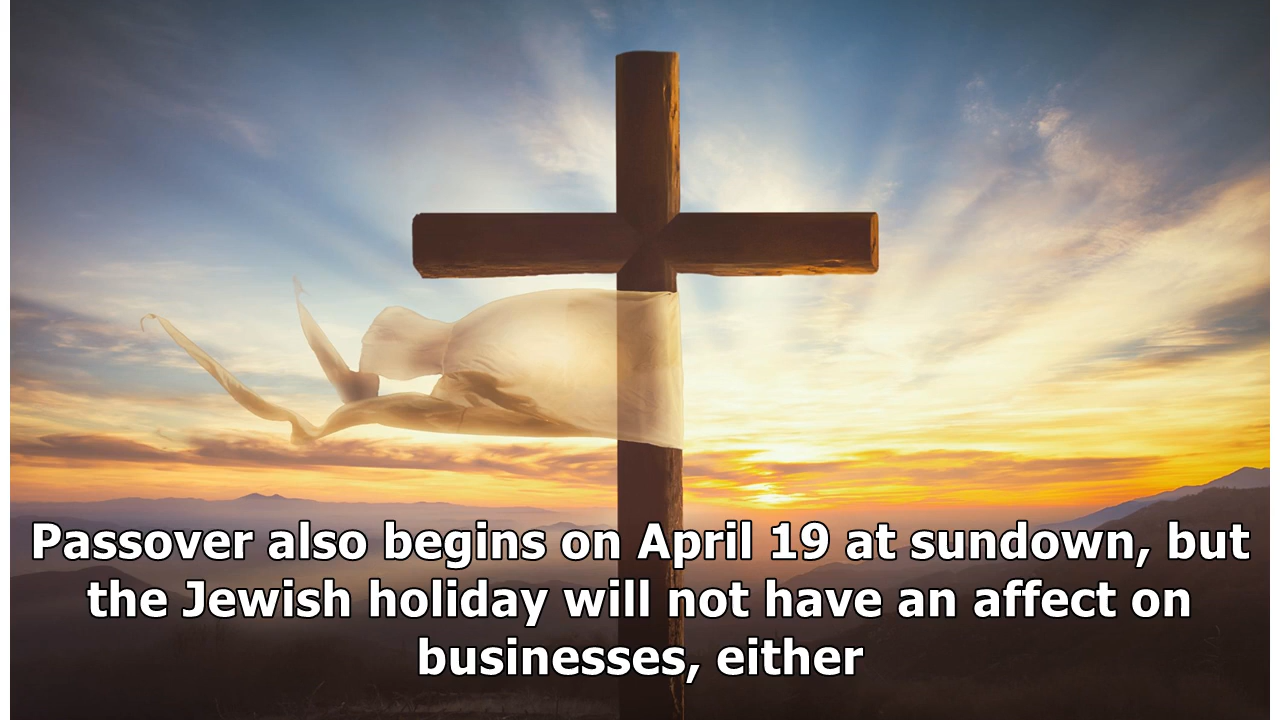 Passover also begins on April 19 at sundown, but
the Jewish holiday will not have an affect on
businesses, either